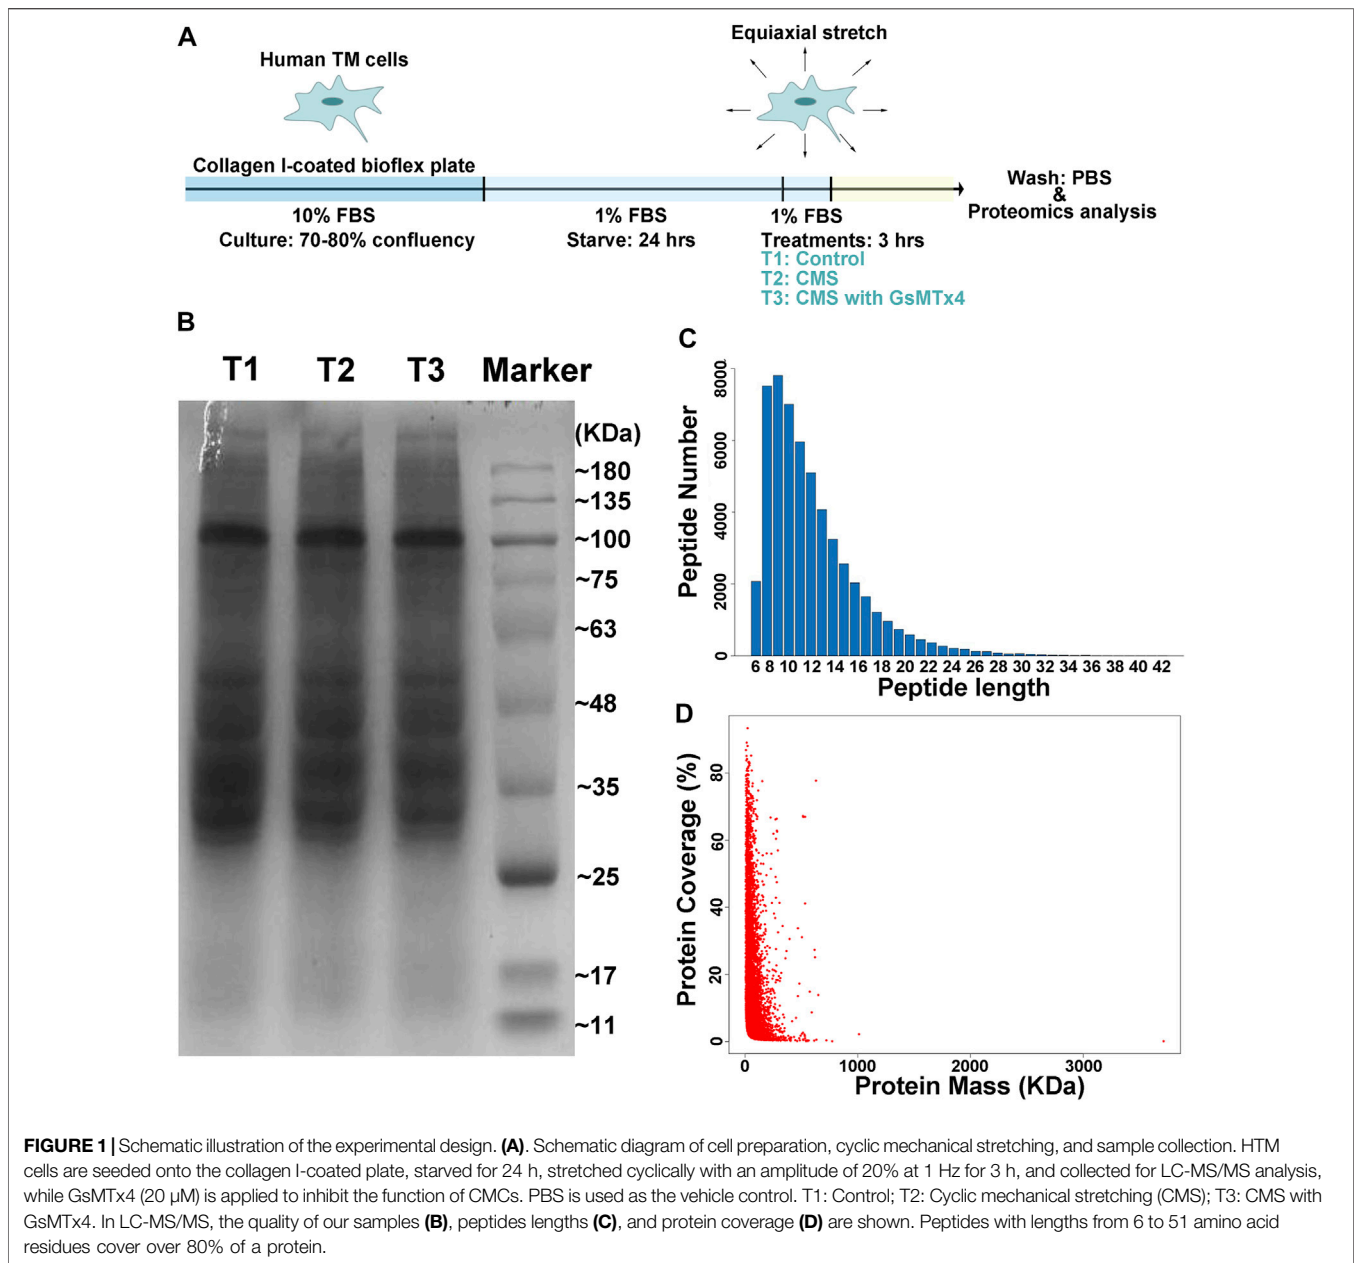 A
Human TM cells
Equiaxial stretch
Collagen I-coated bioflex plate
10% FBS
1% FBS
1% FBS
Culture: 70-80% confluency
Starve: 24 hrs
Treatments: 3 hrs
T1: Control
T2: CMS
T3: CMS with GsMTx4
Wash: PBS
&
Proteomics analysis
B
T1 T2 T3 Marker
(KDa)
~180
~135
~100
~75
~63
~48
~35
~25
~17
~11
C
Peptide Number
8000
6000
4000
2000
0
6 8 10 12 14 16 18 20 22 24 26 28 30 32 34 36 38 40 42
Peptide length
D
Protein Coverage (%)
80
60
40
20
0
0 1000 2000 3000
Protein Mass (KDa)
FIGURE 1 | Schematic illustration of the experimental design. (A). Schematic diagram of cell preparation, cyclic mechanical stretching, and sample collection. HTM
cells are seeded onto the collagen I-coated plate, starved for 24 h, stretched cyclically with an amplitude of 20% at 1 Hz for 3 h, and collected for LC-MS/MS analysis,
while GsMTx4 (20 μM) is applied to inhibit the function of CMCs. PBS is used as the vehicle control. T1: Control; T2: Cyclic mechanical stretching (CMS); T3: CMS with
GsMTx4. In LC-MS/MS, the quality of our samples (B), peptides lengths (C), and protein coverage (D) are shown. Peptides with lengths from 6 to 51 amino acid
residues cover over 80% of a protein.